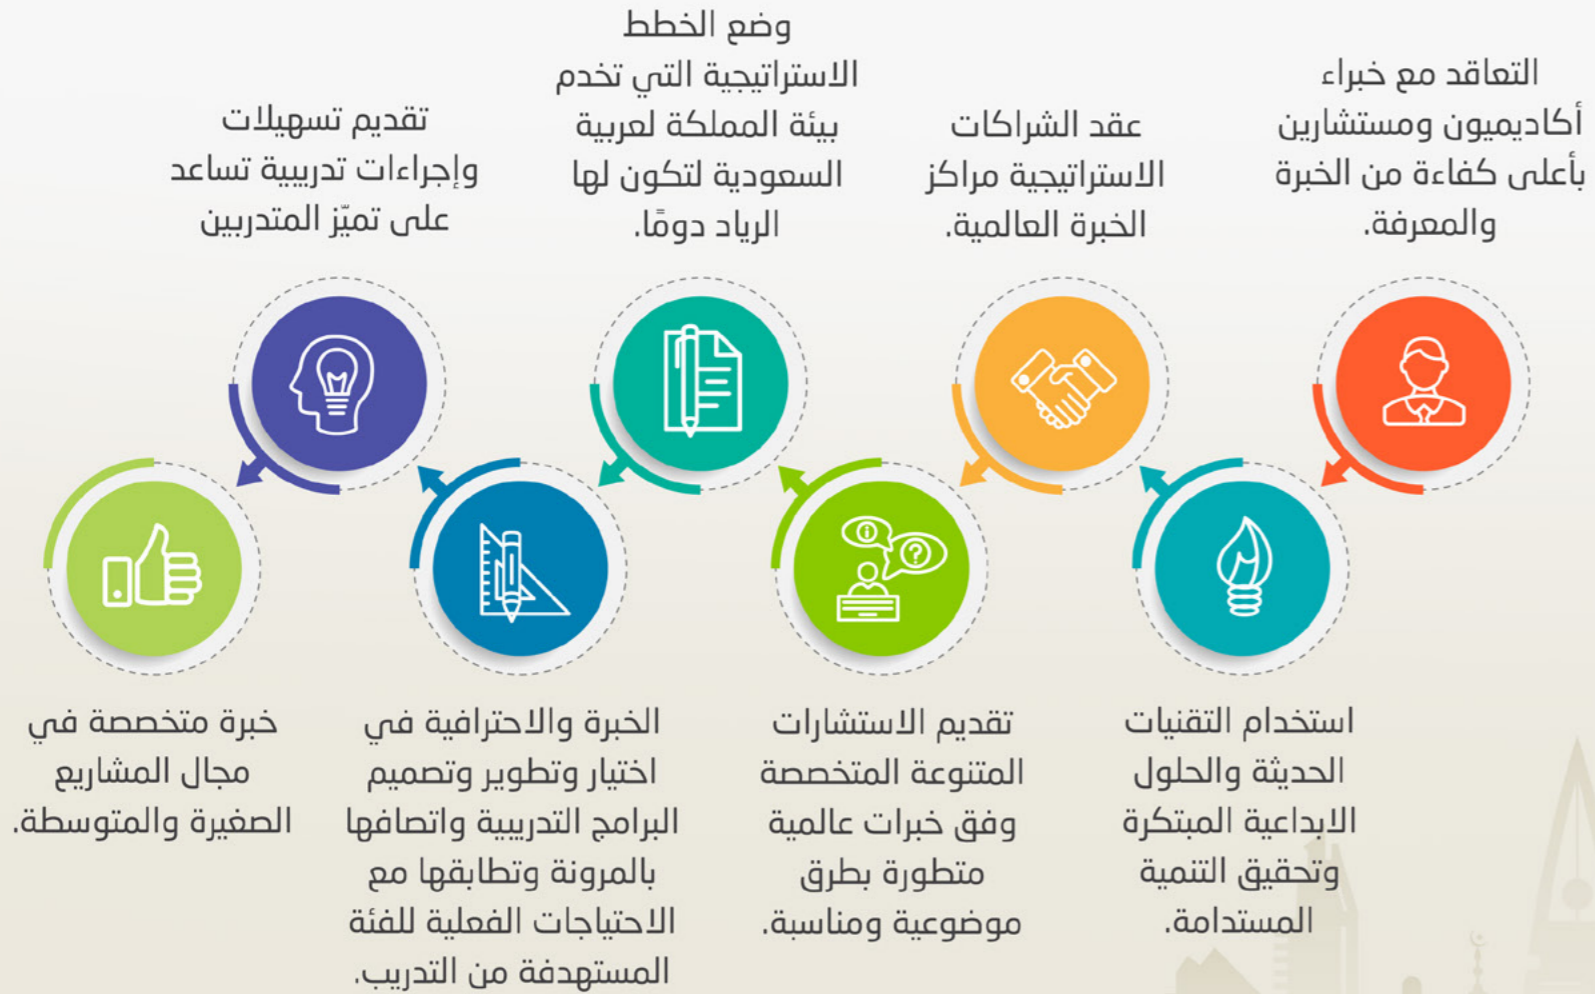 التعاقد مع خبراء
أكاديميون ومستشارين
بأعلى كفاءة من الخبرة
والمعرفة.
استخدام التقنيات
الحديثة والحلول
الابداعية المبتكرة
وتحقيق التنمية
المستدامة.
عقد الشراكات
الاستراتيجية مراكز
الخبرة العالمية.
تقديم الاستشارات
المتنوعة المتخصصة
وفق خبرات عالمية
متطورة بطرق
موضوعية ومناسبة.
وضع الخطط
الاستراتيجية التي تخدم
بيئة المملكة لعربية
السعودية لتكون لها
الرياد دومًا.
الخبرة والاحترافية في
اختيار وتطوير وتصميم
البرامج التدريبية واتصافها
بالمرونة وتطابقها مع
الاحتياجات الفعلية للفئة
المستهدفة من التدريب.
تقديم تسهيلات
وإجراءات تدريبية تساعد
على تميّز المتدربين
خبرة متخصصة في
مجال المشاريع
الصغيرة والمتوسطة.